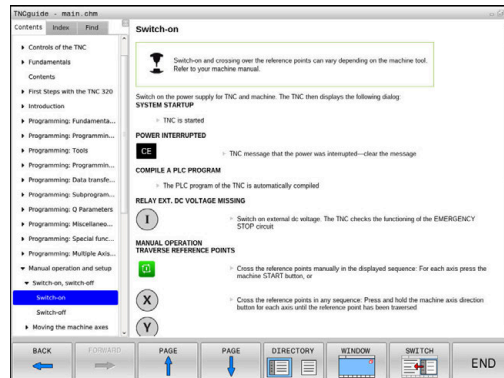 TNCguide - main.chm
Contents Index Find
Controls of the TNC
Fundamentals
Contents
First Steps with the TNC 320
Introduction
Programming: Fundamenta...
Programming: Programmin...
Programming: Tools
Programming: Programmin...
Programming: Data transfe...
Programming: Subprogram...
Programming: Q Parameters
Programming: Miscellaneo...
Programming: Special func...
Programming: Multiple Axis...
Manual operation and setup
Switch-on, switch-off
Switch-on
Switch-off
Moving the machine axes
Switch-on
Switch-on and crossing over the reference points can vary depending on the machine tool.
Refer to your machine manual.
Switch on the power supply for TNC and machine. The TNC then displays the following dialog:
SYSTEM STARTUP
TNC is started
POWER INTERRUPTED
CE
TNC message that the power was interrupted—clear the message
COMPILE A PLC PROGRAM
The PLC program of the TNC is automatically compiled
RELAY EXT. DC VOLTAGE MISSING
I
Switch on external dc voltage. The TNC checks the functioning of the EMERGENCY
STOP circuit
MANUAL OPERATION
TRAVERSE REFERENCE POINTS
Cross the reference points manually in the displayed sequence: For each axis press the
machine START button, or
X
Cross the reference points in any sequence: Press and hold the machine axis direction
button for each axis until the reference point has been traversed
Y
BACK FORWARD PAGE PAGE DIRECTORY WINDOW SWITCH END